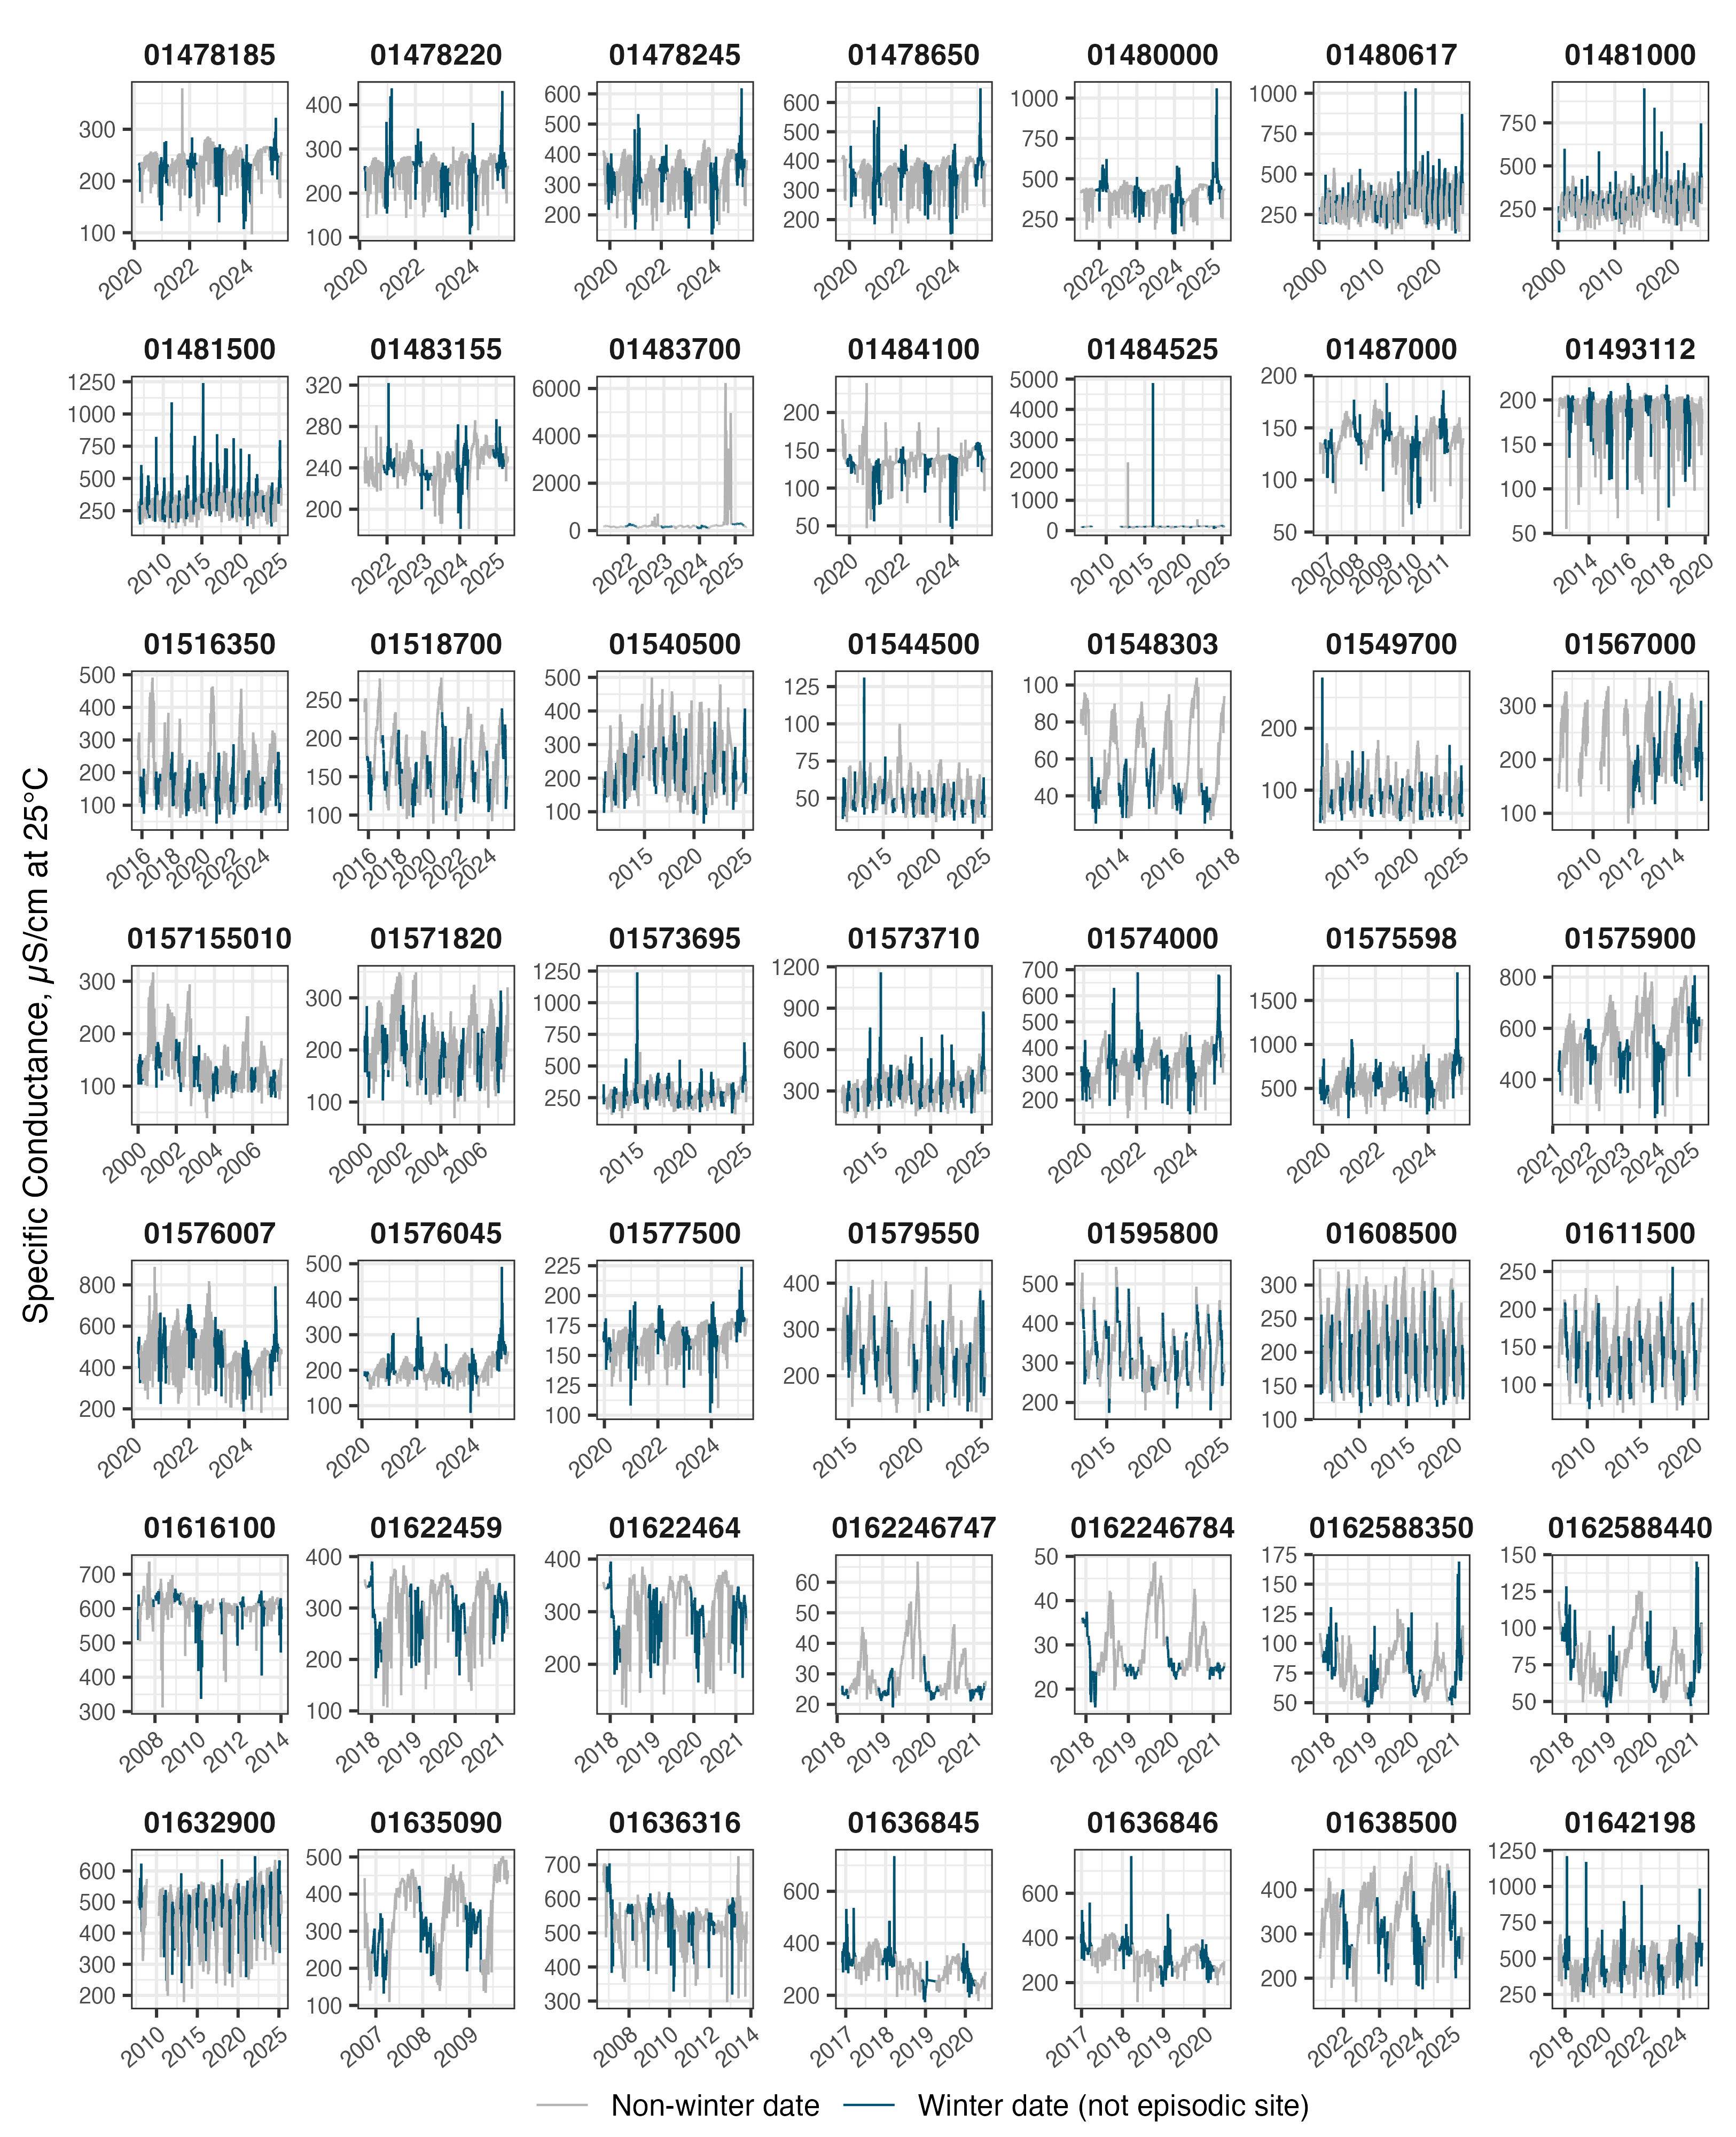 01478185 01478220 01478245 01478650 01480000 01480617 01481000
300 200 100 400 300 200 100 600 500 400 300 200 600 500 400 300 200 1000 750 500 250 1000 750 500 250 750 500 250
2020 2022 2024 2020 2022 2024 2020 2022 2024 2020 2022 2024 2022 2023 2024 2025 2000 2010 2020 2000 2010 2020
01481500 01483155 01483700 01484100 01484525 01487000 01493112
1250 1000 750 500 250 320 280 240 200 6000 4000 2000 0 200 150 100 50 5000 4000 3000 2000 1000 0 200 150 100 50 200 150 100 50
2010 2015 2020 2025 2022 2023 2024 2025 2022 2023 2024 2025 2020 2022 2024 2010 2015 2020 2025 2007 2008 2009 2010 2011 2014 2016 2018 2020
01516350 01518700 01540500 01544500 01548303 01549700 01567000
500 400 300 200 100 250 200 150 100 500 400 300 200 100 125 100 75 50 100 80 60 40 200 100 300 200 100
2016 2018 2020 2022 2024 2016 2018 2020 2022 2024 2015 2020 2025 2015 2020 2025 2014 2016 2018 2015 2020 2025 2010 2012 2014
Specific Conductance, µS/cm at 25°C
0157155010 01571820 01573695 01573710 01574000 01575598 01575900
300 200 100 300 200 100 1250 1000 750 500 250 1200 900 600 300 700 600 500 400 300 200 1500 1000 500 800 600 400
2000 2002 2004 2006 2000 2002 2004 2006 2015 2020 2025 2015 2020 2025 2020 2022 2024 2020 2022 2024 2021 2022 2023 2024 2025
01576007 01576045 01577500 01579550 01595800 01608500 01611500
800 600 400 200 500 400 300 200 100 225 200 175 150 125 100 400 300 200 500 400 300 200 300 250 200 150 100 250 200 150 100
2020 2022 2024 2020 2022 2024 2020 2022 2024 2015 2020 2025 2015 2020 2025 2010 2015 2020 2010 2015 2020
01616100 01622459 01622464 0162246747 0162246784 0162588350 0162588440
700 600 500 400 300 400 300 200 100 400 300 200 60 50 40 30 20 50 40 30 20 175 150 125 100 75 50 150 125 100 75 50
2008 2010 2012 2014 2018 2019 2020 2021 2018 2019 2020 2021 2018 2019 2020 2021 2018 2019 2020 2021 2018 2019 2020 2021 2018 2019 2020 2021
01632900 01635090 01636316 01636845 01636846 01638500 01642198
600 500 400 300 200 500 400 300 200 100 700 600 500 400 300 600 400 200 600 400 200 400 300 200 1250 1000 750 500 250
2010 2015 2020 2025 2007 2008 2009 2008 2010 2012 2014 2017 2018 2019 2020 2017 2018 2019 2020 2022 2023 2024 2025 2018 2020 2022 2024
Non-winter date Winter date (not episodic site)